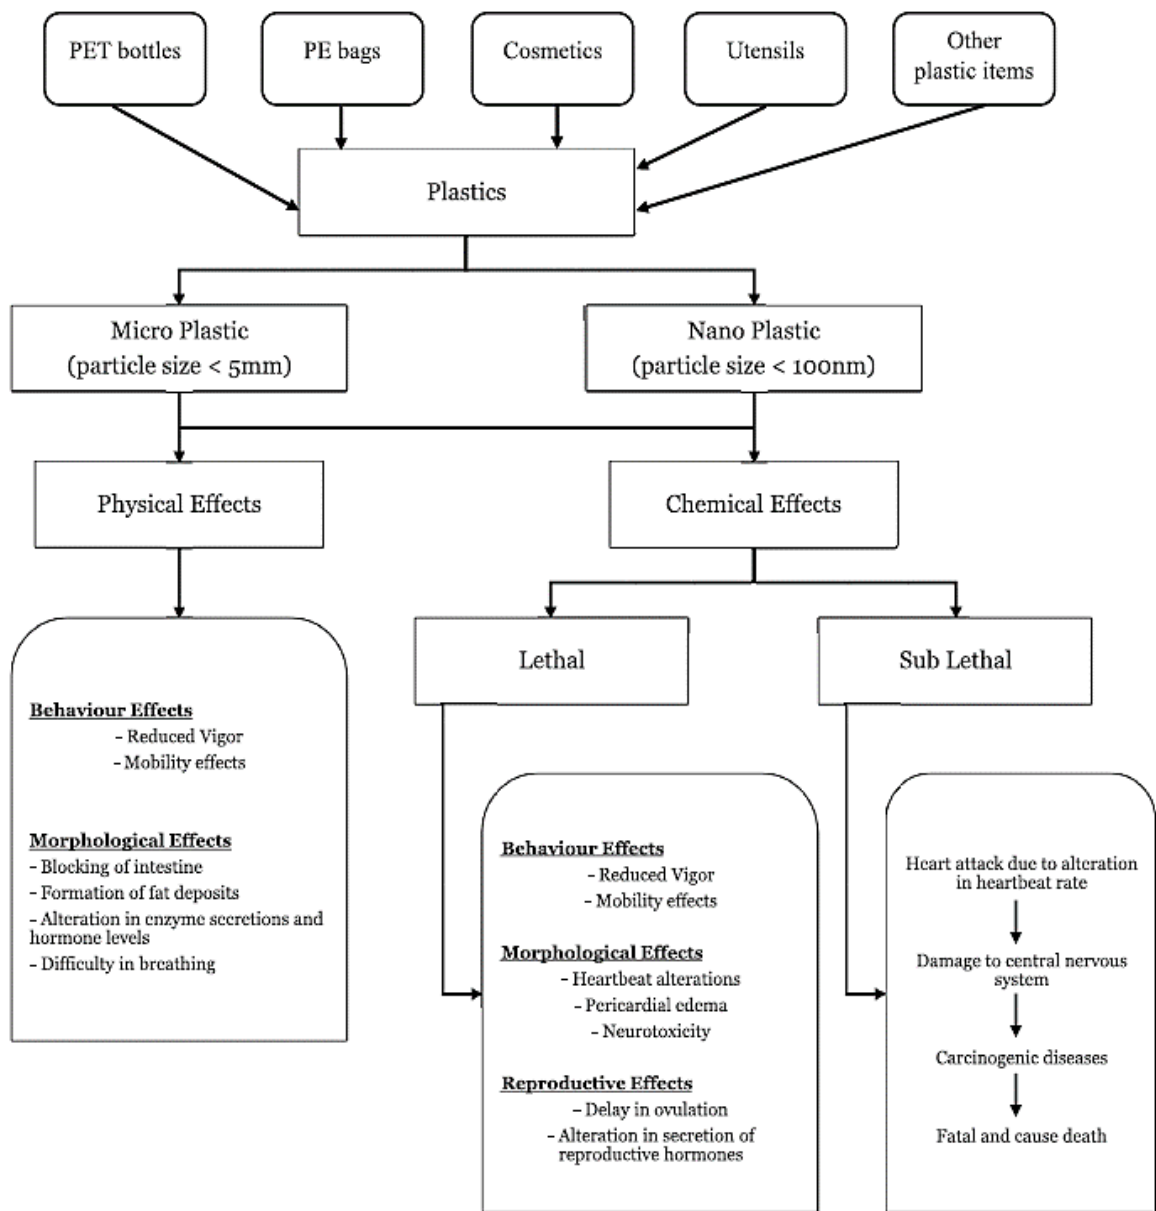 PET bottles
PE bags
Cosmetics
Utensils
Other
plastic items
Plastics
Micro Plastic
(particle size < 5mm)
Nano Plastic
(particle size < 100nm)
Physical Effects
Chemical Effects
Lethal
Sub Lethal
Behaviour Effects
- Reduced Vigor
- Mobility effects
Morphological Effects
- Blocking of intestine
- Formation of fat deposits
- Alteration in enzyme secretions and
hormone levels
- Difficulty in breathing
Behaviour Effects
- Reduced Vigor
- Mobility effects
Morphological Effects
- Heartbeat alterations
- Pericardial edema
- Neurotoxicity
Reproductive Effects
- Delay in ovulation
- Alteration in secretion of
reproductive hormones
Heart attack due to alteration
in heartbeat rate
Damage to central nervous
system
Carcinogenic diseases
Fatal and cause death